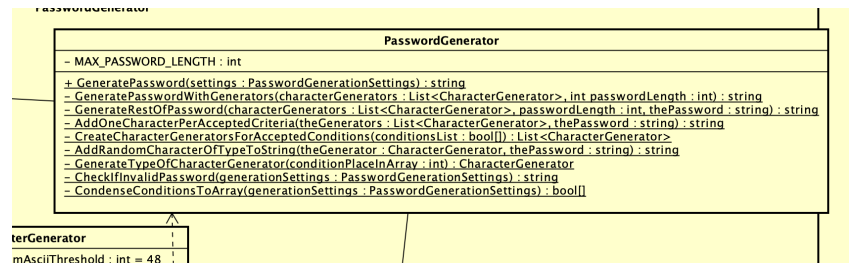 PasswordGenerator
PasswordGenerator
- MAX_PASSWORD_LENGTH : int
+ GeneratePassword(settings : PasswordGenerationSettings) : string
- GeneratePasswordWithGenerators(characterGenerators : List<CharacterGenerator>, int passwordLength : int) : string
- GenerateRestOfPassword(characterGenerators : List<CharacterGenerator>, passwordLength : int, thePassword : string) : string
- AddOneCharacterPerAcceptedCriteria(theGenerators : List<CharacterGenerator>, thePassword : string) : string
- CreateCharacterGeneratorsForAcceptedConditions(conditionsList : bool[]) : List<CharacterGenerator>
- AddRandomCharacterOfTypeToString(theGenerator : CharacterGenerator, thePassword : string) : string
- GenerateTypeOfCharacterGenerator(conditionPlaceInArray : int) : CharacterGenerator
- CheckIfInvalidPassword(generationSettings : PasswordGenerationSettings) : string
- CondenseConditionsToArray(generationSettings : PasswordGenerationSettings) : bool[]
terGenerator
mAsciiThreshold : int = 48